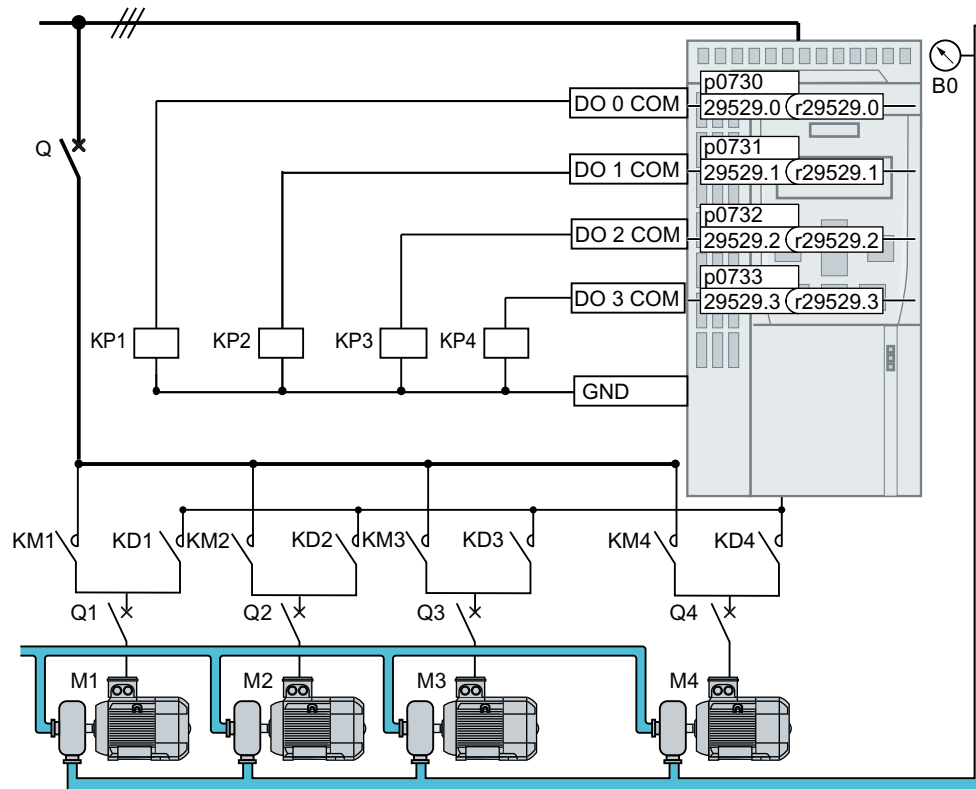 p0730
B0
DO 0 COM
29529.0
r29529.0
p0731
Q
DO 1 COM
29529.1
r29529.1
p0732
DO 2 COM
29529.2
r29529.2
p0733
DO 3 COM
29529.3
r29529.3
KP1
KP2
KP3
KP4
GND
KM1
KD1
KM2
KD2
KM3
KD3
KM4
KD4
Q1
Q2
Q3
Q4
M1
M2
M3
M4